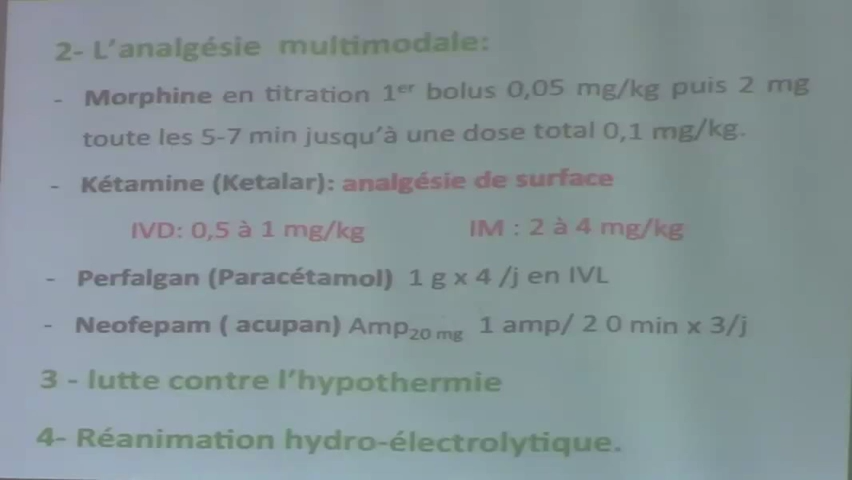 2- L'analgésie multimodale:
- Morphine en titration 1er bolus 0,05 mg/kg puis 2 mg
toute les 5-7 min jusqu'à une dose total 0,1 mg/kg.
- Kétamine (Ketalar): analgésie de surface
IVD: 0,5 à 1 mg/kg IM : 2 à 4 mg/kg
- Perfalgan (Paracétamol) 1 g x 4 /j en IVL
- Neofepam ( acupan) Amp20 mg 1 amp/ 2 0 min x 3/j
3 - lutte contre l'hypothermie
4- Réanimation hydro-électrolytique.